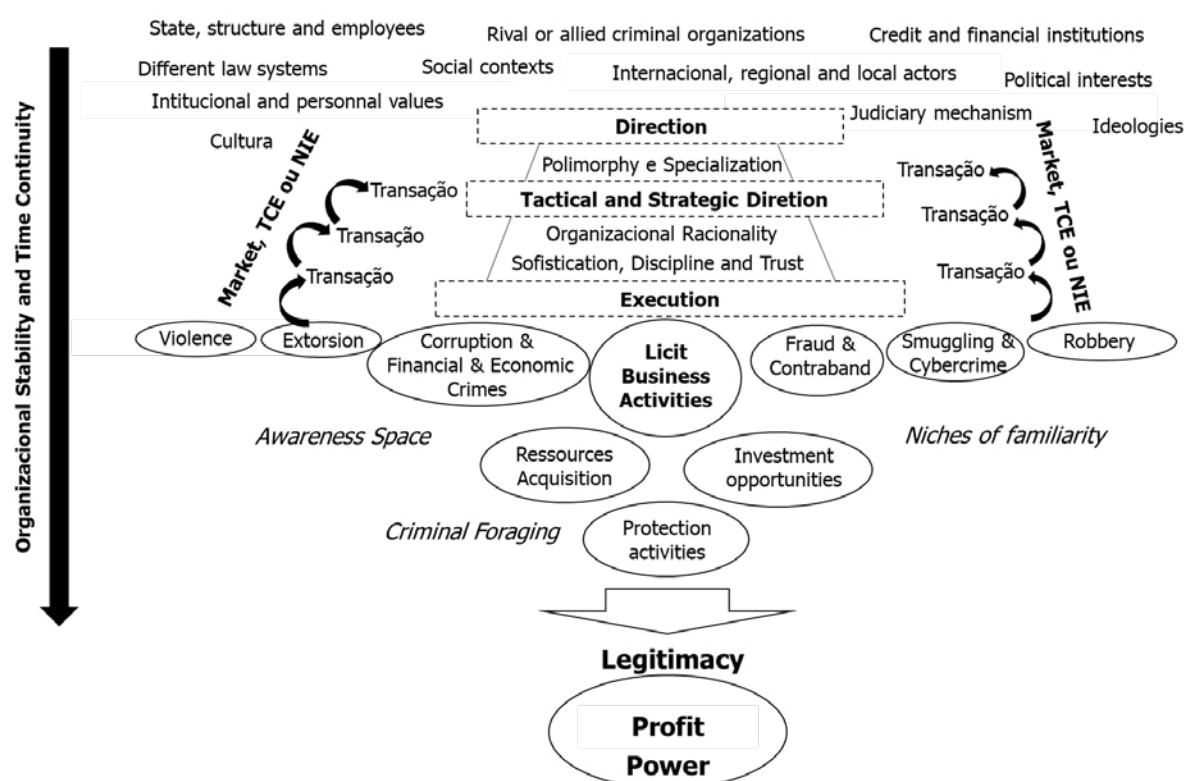 State, structure and employees
Rival or allied criminal organizations
Credit and financial institutions
Different law systems
Social contexts
Internacional, regional and local actors
Political interests
Intitucional and personnal values
Judiciary mechanism
Ideologies
Cultura
Direction
Polimorphy e Specialization
Tactical and Strategic Diretion
Organizacional Racionality
Sofistication, Discipline and Trust
Execution
Market, TCE ou NIE
Transação
Transação
Transação
Market, TCE ou NIE
Transação
Transação
Transação
Organizacional Stability and Time Continuity
Violence
Extorsion
Corruption &
Financial & Economic
Crimes
Licit
Business
Activities
Fraud &
Contraband
Smuggling &
Cybercrime
Robbery
Awareness Space
Niches of familiarity
Ressources
Acquisition
Investment
opportunities
Criminal Foraging
Protection
activities
Legitimacy
Profit
Power